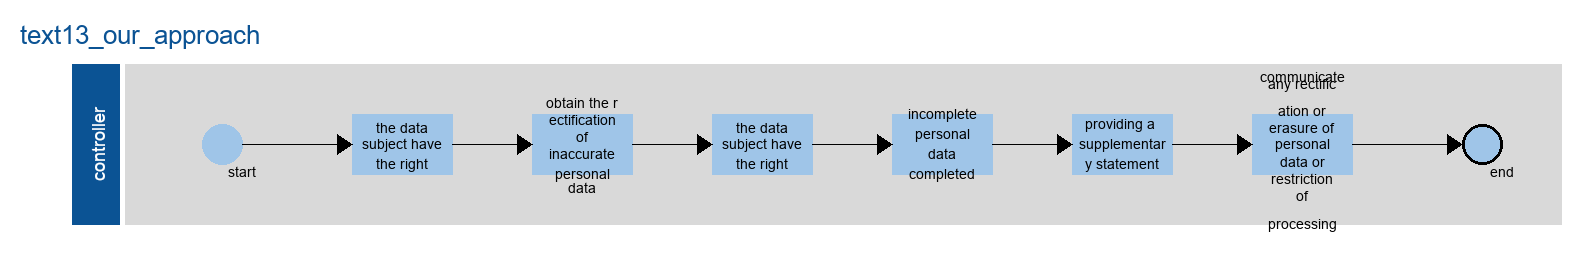 text13_our_approach
controller
start
the data
subject have
the right
obtain the r
ectification
of
inaccurate
personal
data
the data
subject have
the right
incomplete
personal
data
completed
providing a
supplementar
y statement
communicate
any rectific
ation or
erasure of
personal
data or
restriction
of
processing
end